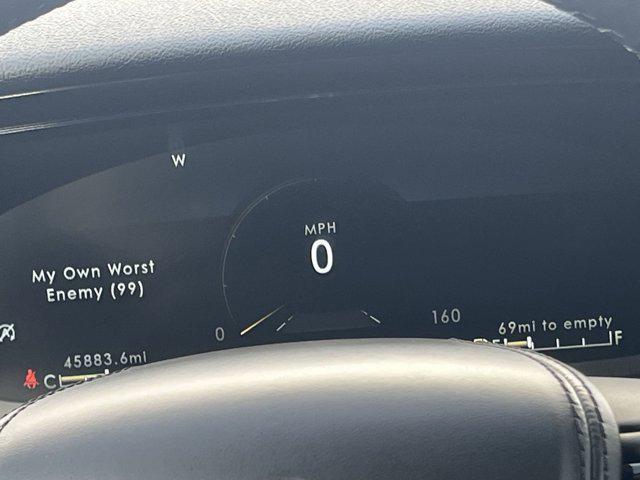 W
MPH
0
My Own Worst
Enemy (99)
0
160
69mi to empty
F
45883.6mi
C